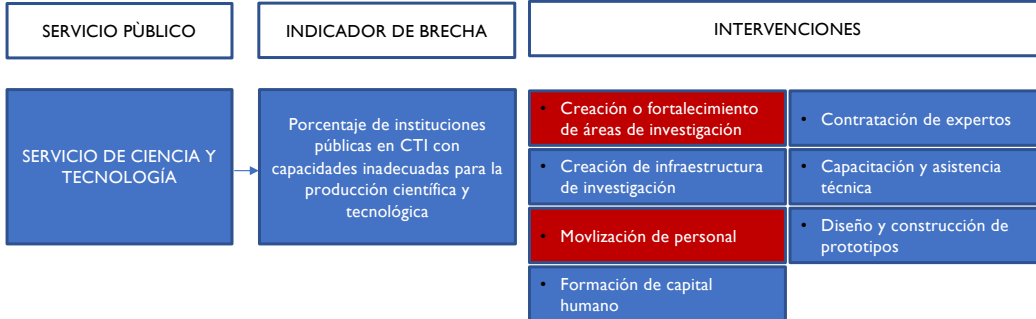 SERVICIO PÙBLICO
INDICADOR DE BRECHA
INTERVENCIONES
SERVICIO DE CIENCIA Y
TECNOLOGÍA
Porcentaje de instituciones
públicas en CTI con
capacidades inadecuadas para la
producción científica y
tecnológica
• Creación o fortalecimiento
de áreas de investigación
• Creación de infraestructura
de investigación
• Movlización de personal
• Formación de capital
humano
• Contratación de expertos
• Capacitación y asistencia
técnica
• Diseño y construcción de
prototipos